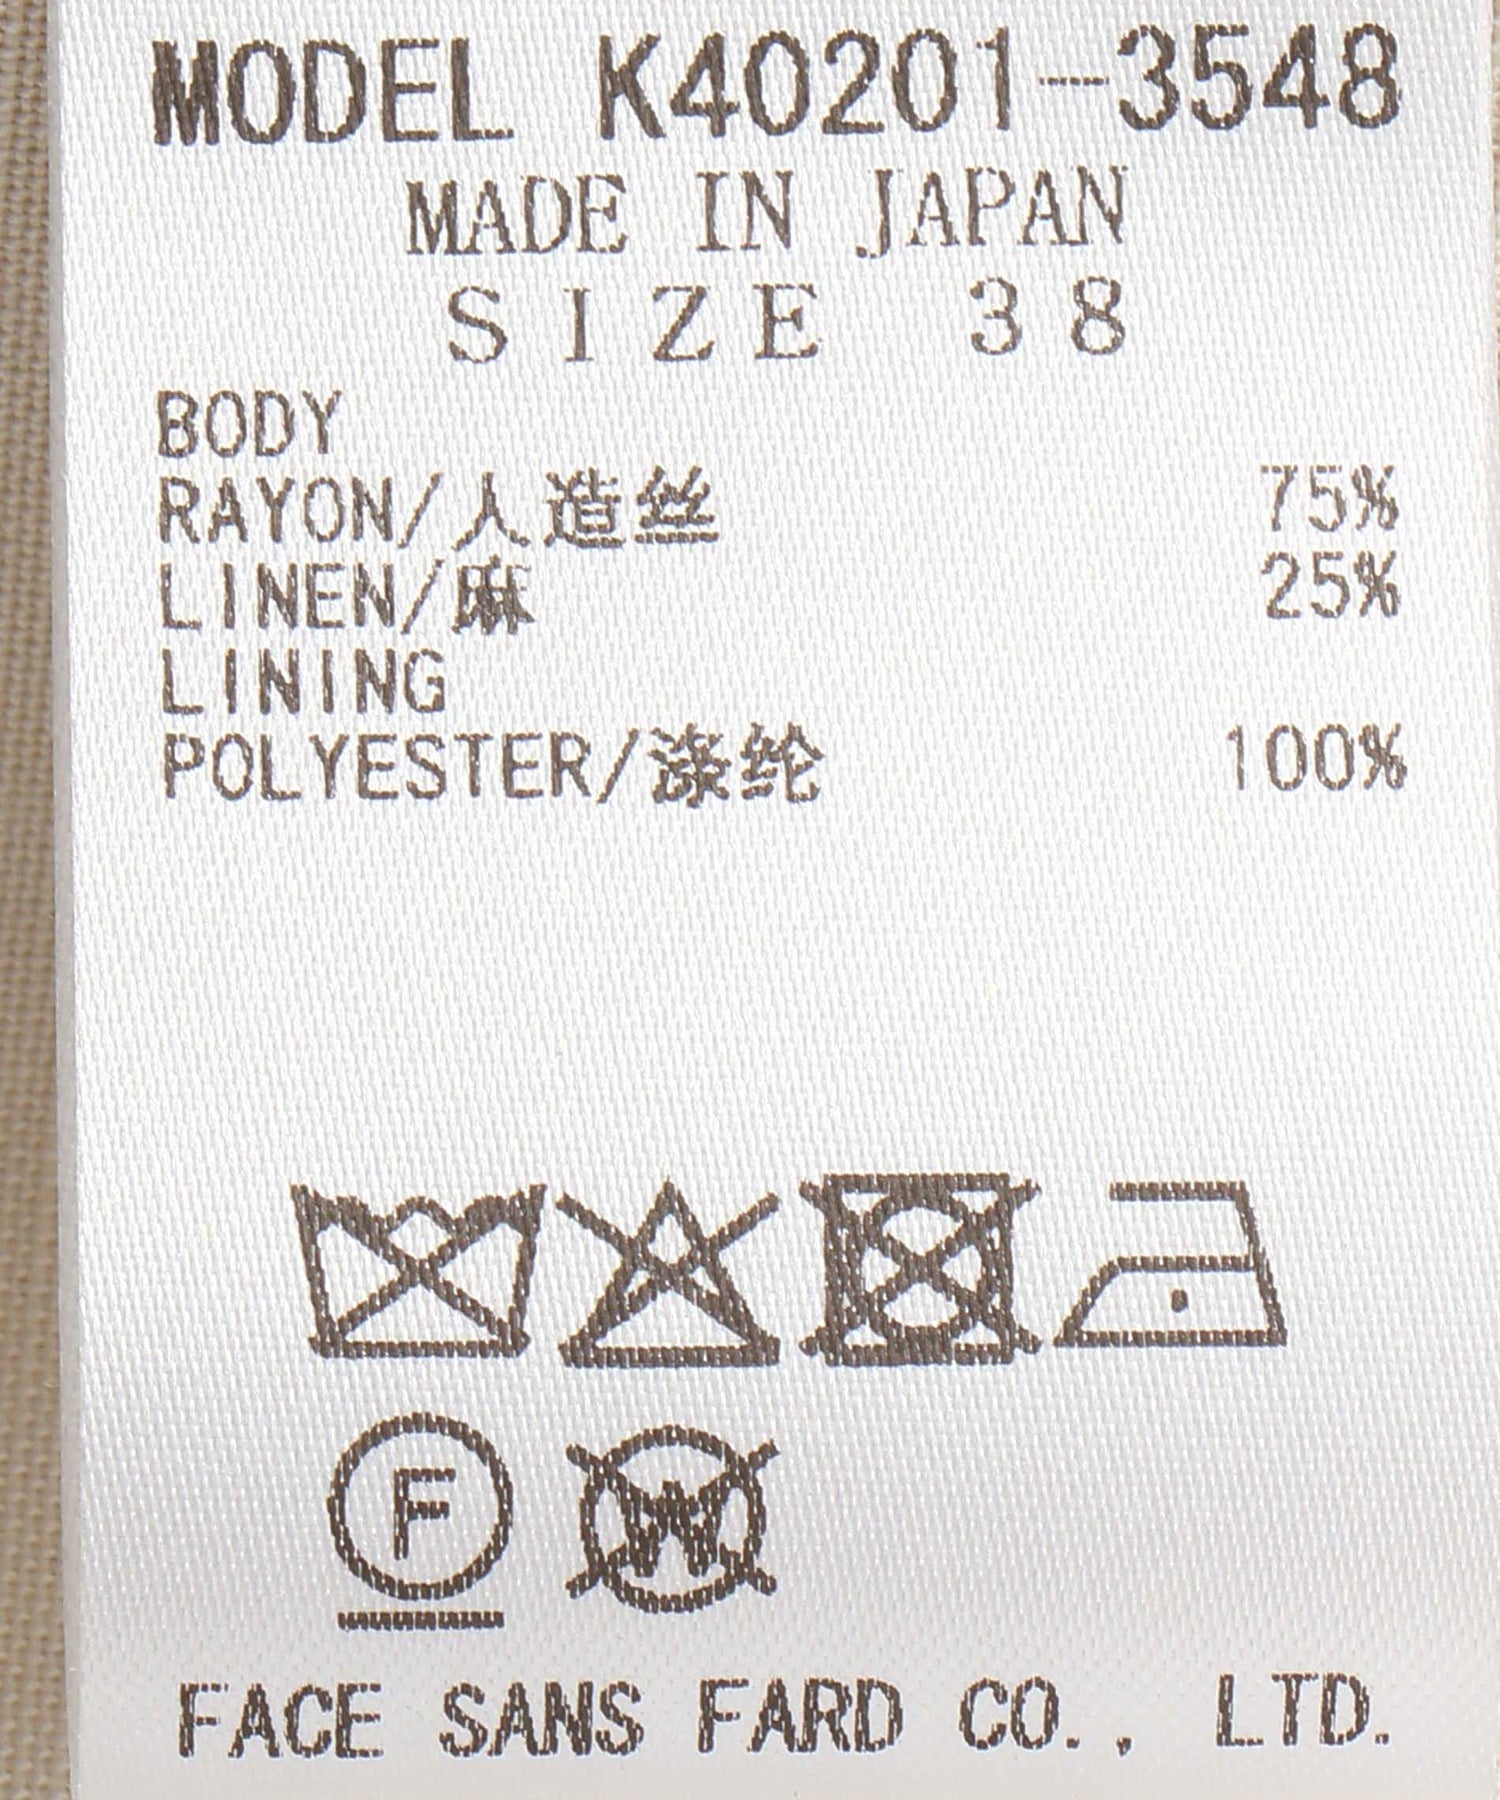 MODEL K40201-3548
MADE IN JAPAN
SIZE 38
BODY
RAYON/人造丝 75%
LINEN/麻 25%
LINING
POLYESTER/涤纶 100%
F
W
FACE SANS FARD CO., LTD.